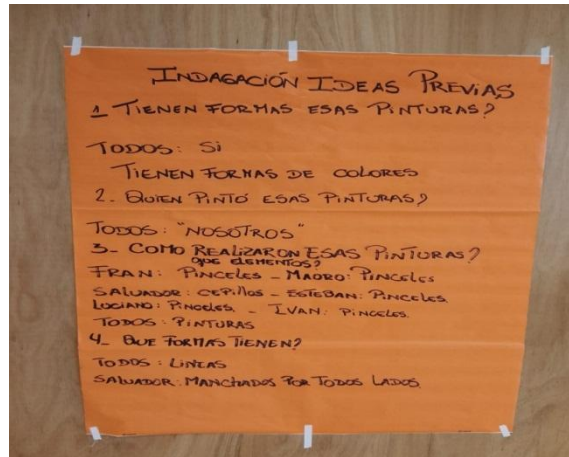 INDAGACIÓN IDEAS PREVIAS
1 TIENEN FORMAS ESAS PINTURAS?
TODOS: Si
TIENEN FORMAS DE COLORES
2- QUIEN PINTÓ ESAS PINTURAS?
TODOS: "NOSOTROS"
3- COMO REALIZARON ESAS PINTURAS?
QUE ELEMENTOS?
FRAN: PINCELES - MADRO: PINCELES
SALVADOR: CEPILLOS - ESTEBAN: PINCELES
LUCIANO: PINCELES - IVAN: PINCELES.
TODOS: PINTURAS
4- QUE FORMAS TIENEN?
TODOS: LINEAS
SALVADOR: MANCHADOS POR TODOS LADOS